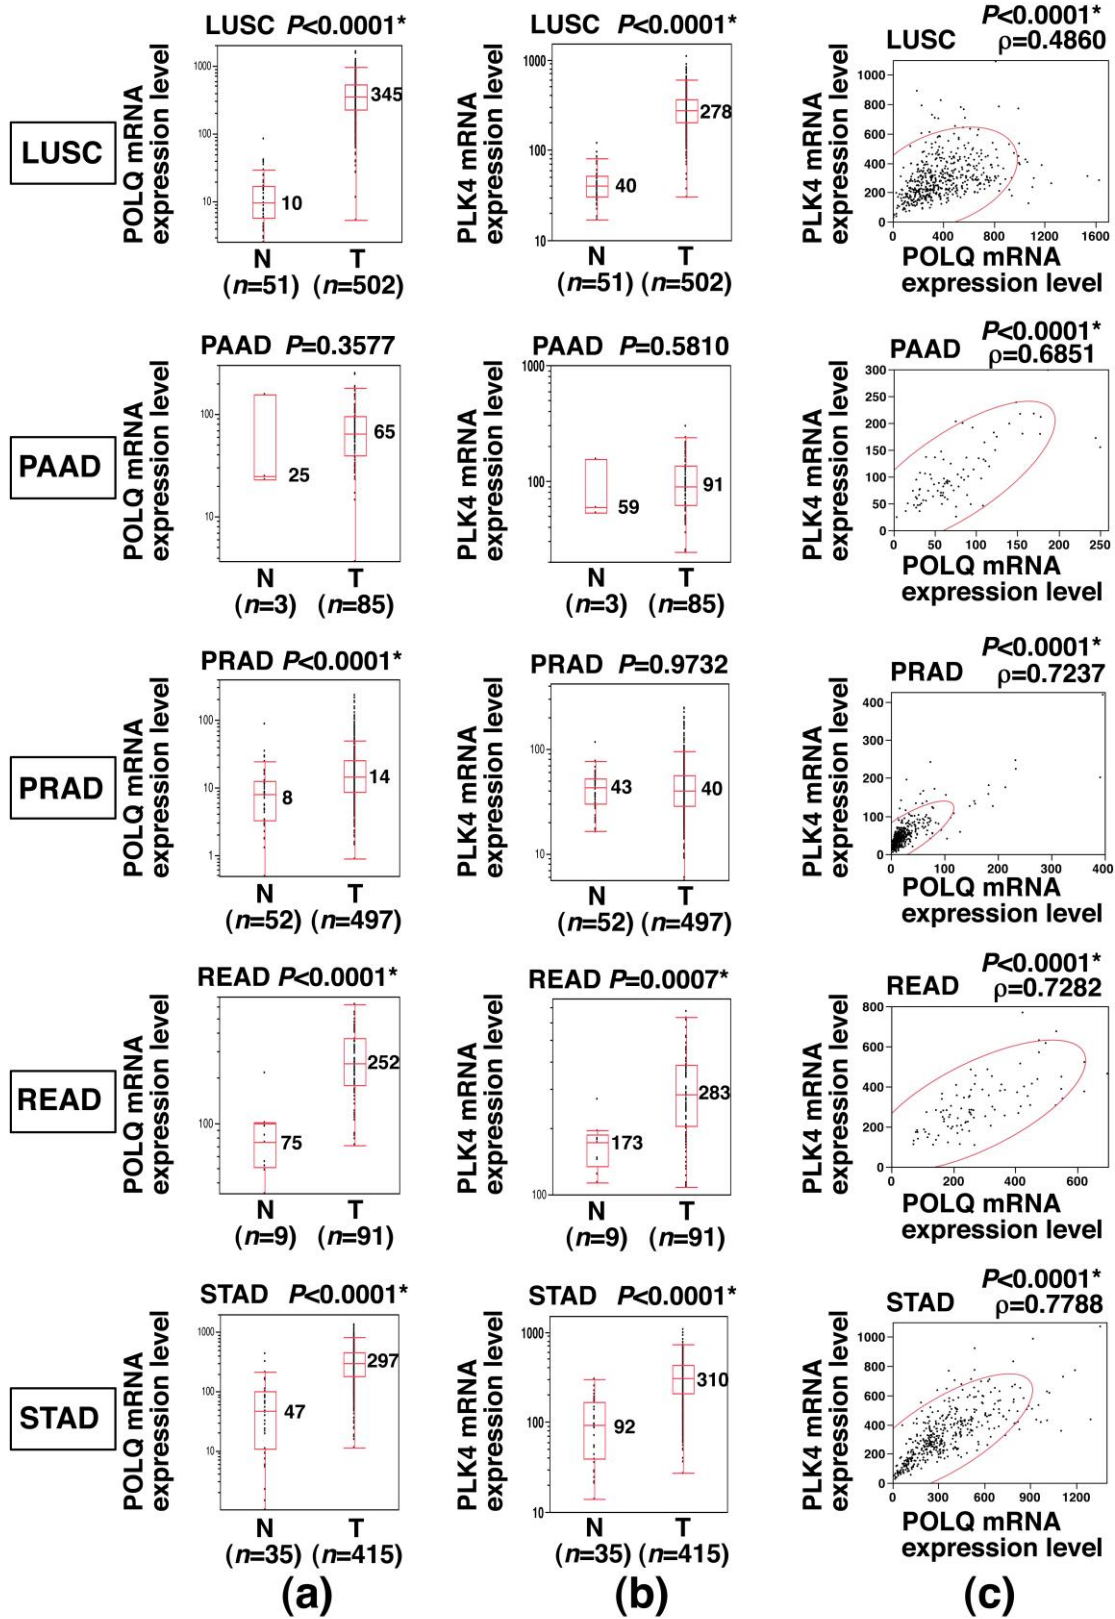 LUSC
LUSC P<0.0001*
POLQ mRNA
expression level
1000
100
10
345
10
N T
(n=51) (n=502)
LUSC P<0.0001*
PLK4 mRNA
expression level
1000
100
10
278
40
N T
(n=51) (n=502)
P<0.0001*
LUSC ρ=0.4860
PLK4 mRNA
expression level
1000
800
600
400
200
0
0 400 800 1200 1600
POLQ mRNA
expression level
PAAD
PAAD P=0.3577
POLQ mRNA
expression level
100
10
65
25
N T
(n=3) (n=85)
PAAD P=0.5810
PLK4 mRNA
expression level
1000
100
91
59
N T
(n=3) (n=85)
P<0.0001*
PAAD ρ=0.6851
PLK4 mRNA
expression level
300
250
200
150
100
50
0
0 50 100 150 200 250
POLQ mRNA
expression level
PRAD
PRAD P<0.0001*
POLQ mRNA
expression level
100
10
1
14
8
N T
(n=52) (n=497)
PRAD P=0.9732
PLK4 mRNA
expression level
100
10
43
40
N T
(n=52) (n=497)
P<0.0001*
PRAD ρ=0.7237
PLK4 mRNA
expression level
400
300
200
100
0
0 100 200 300 400
POLQ mRNA
expression level
READ
READ P<0.0001*
POLQ mRNA
expression level
100
252
75
N T
(n=9) (n=91)
READ P=0.0007*
PLK4 mRNA
expression level
100
283
173
N T
(n=9) (n=91)
P<0.0001*
READ ρ=0.7282
PLK4 mRNA
expression level
800
600
400
200
0
0 200 400 600
POLQ mRNA
expression level
STAD
STAD P<0.0001*
POLQ mRNA
expression level
1000
100
10
297
47
N T
(n=35) (n=415)
STAD P<0.0001*
PLK4 mRNA
expression level
1000
100
10
310
92
N T
(n=35) (n=415)
P<0.0001*
STAD ρ=0.7788
PLK4 mRNA
expression level
1000
800
600
400
200
0
0 300 600 900 1200
POLQ mRNA
expression level
(a) (b) (c)